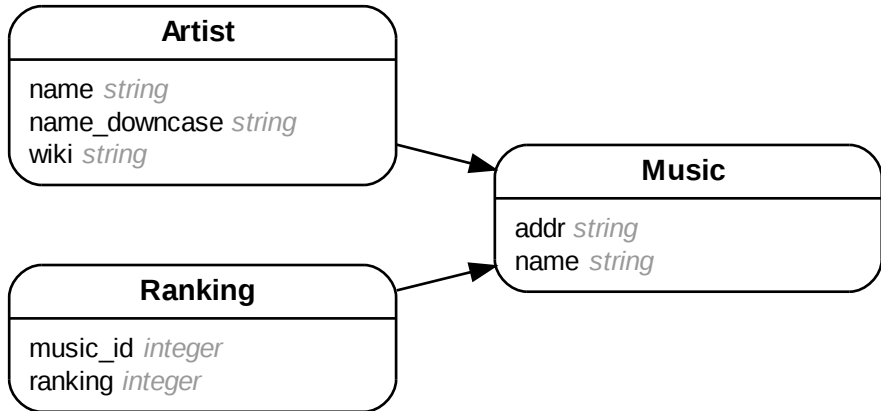 Artist
name string
name_downcase string
wiki string
Music
addr string
name string
Ranking
music_id integer
ranking integer